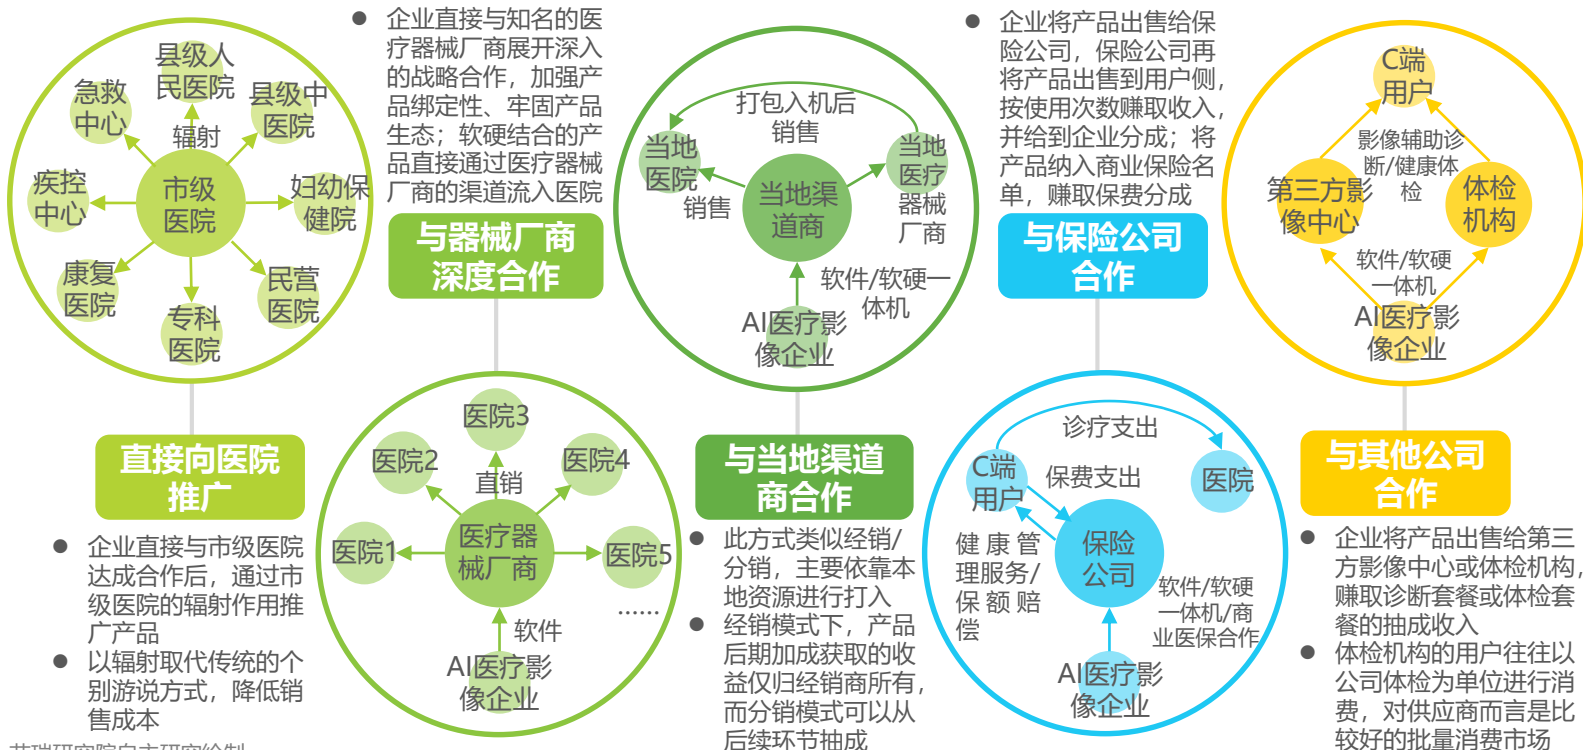 县级人
民医院
急救
中心
县级中
医院
辐射
疾控
中心
市级
医院
妇幼保
健院
康复
医院
专科
医院
民营
医院
直接向医院
推广
● 企业直接与市级医院
达成合作后，通过市
级医院的辐射作用推
广产品
● 以辐射取代传统的个
别游说方式，降低销
售成本
● 企业直接与知名的医
疗器械厂商展开深入
的战略合作，加强产
品绑定性、牢固产品
生态；软硬结合的产
品直接通过医疗器械
厂商的渠道流入医院
与器械厂商
深度合作
医院3
医院2
医院4
直销
医院1
医疗器
械厂商
医院5
……
软件
AI医疗影
像企业
打包入机后
销售
当地
医院
当地
医疗
器械
厂商
销售
当地渠
道商
软件/软硬一
体机
AI医疗影
像企业
与当地渠道
商合作
● 此方式类似经销/
分销，主要依靠本
地资源进行打入
● 经销模式下，产品
后期加成获取的收
益仅归经销商所有，
而分销模式可以从
后续环节抽成
● 企业将产品出售给保
险公司，保险公司再
将产品出售到用户侧，
按使用次数赚取收入，
并给到企业分成；将
产品纳入商业保险名
单，赚取保费分成
与保险公司
合作
诊疗支出
C端
用户
保费支出
医院
健康管
理服务/
保额赔
偿
保险
公司
软件/软硬
一体机/商
业医保合作
AI医疗影
像企业
C端
用户
影像辅助诊
断/健康体
检
第三方影
像中心
体检
机构
软件/软硬
一体机
AI医疗影
像企业
与其他公司
合作
● 企业将产品出售给第三
方影像中心或体检机构，
赚取诊断套餐或体检套
餐的抽成收入
● 体检机构的用户往往以
公司体检为单位进行消
费，对供应商而言是比
较好的批量消费市场
艾瑞研究院自主研究绘制